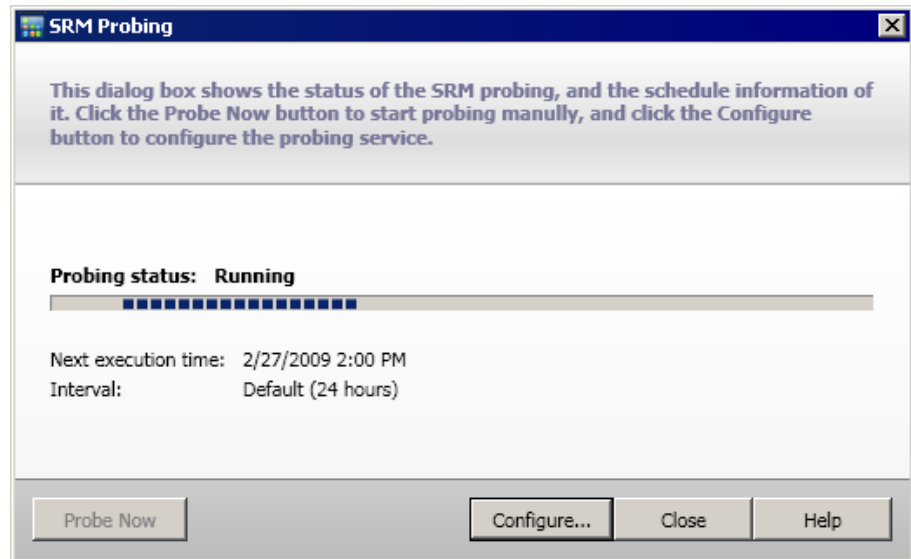 SRM Probing
This dialog box shows the status of the SRM probing, and the schedule information of
it. Click the Probe Now button to start probing manully, and click the Configure
button to configure the probing service.
Probing status: Running
Next execution time: 2/27/2009 2:00 PM
Interval: Default (24 hours)
Probe Now Configure... Close Help